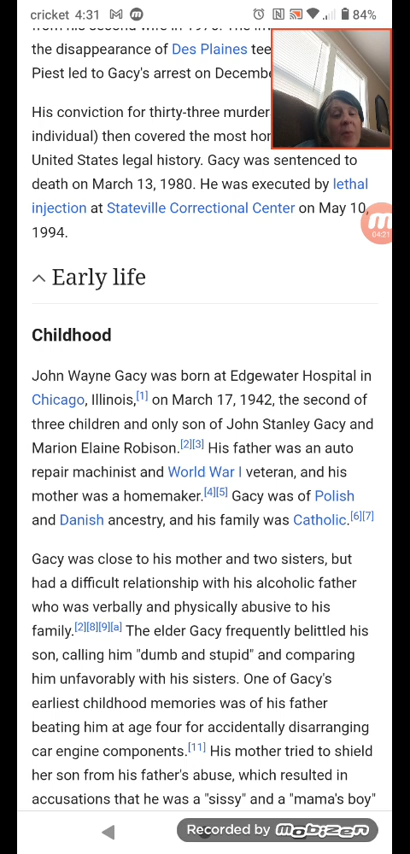 cricket 4:31 84%
the disappearance of Des Plaines tee
Piest led to Gacy's arrest on Decembe
His conviction for thirty-three murder
individual) then covered the most hor
United States legal history. Gacy was sentenced to
death on March 13, 1980. He was executed by lethal
injection at Stateville Correctional Center on May 10,
1994.
04:21
Early life
Childhood
John Wayne Gacy was born at Edgewater Hospital in
Chicago, Illinois,[1] on March 17, 1942, the second of
three children and only son of John Stanley Gacy and
Marion Elaine Robison.[2][3] His father was an auto
repair machinist and World War I veteran, and his
mother was a homemaker.[4][5] Gacy was of Polish
and Danish ancestry, and his family was Catholic.[6][7]
Gacy was close to his mother and two sisters, but
had a difficult relationship with his alcoholic father
who was verbally and physically abusive to his
family.[2][8][9][a] The elder Gacy frequently belittled his
son, calling him "dumb and stupid" and comparing
him unfavorably with his sisters. One of Gacy's
earliest childhood memories was of his father
beating him at age four for accidentally disarranging
car engine components.[11] His mother tried to shield
her son from his father's abuse, which resulted in
accusations that he was a "sissy" and a "mama's boy"
Recorded by mobizen